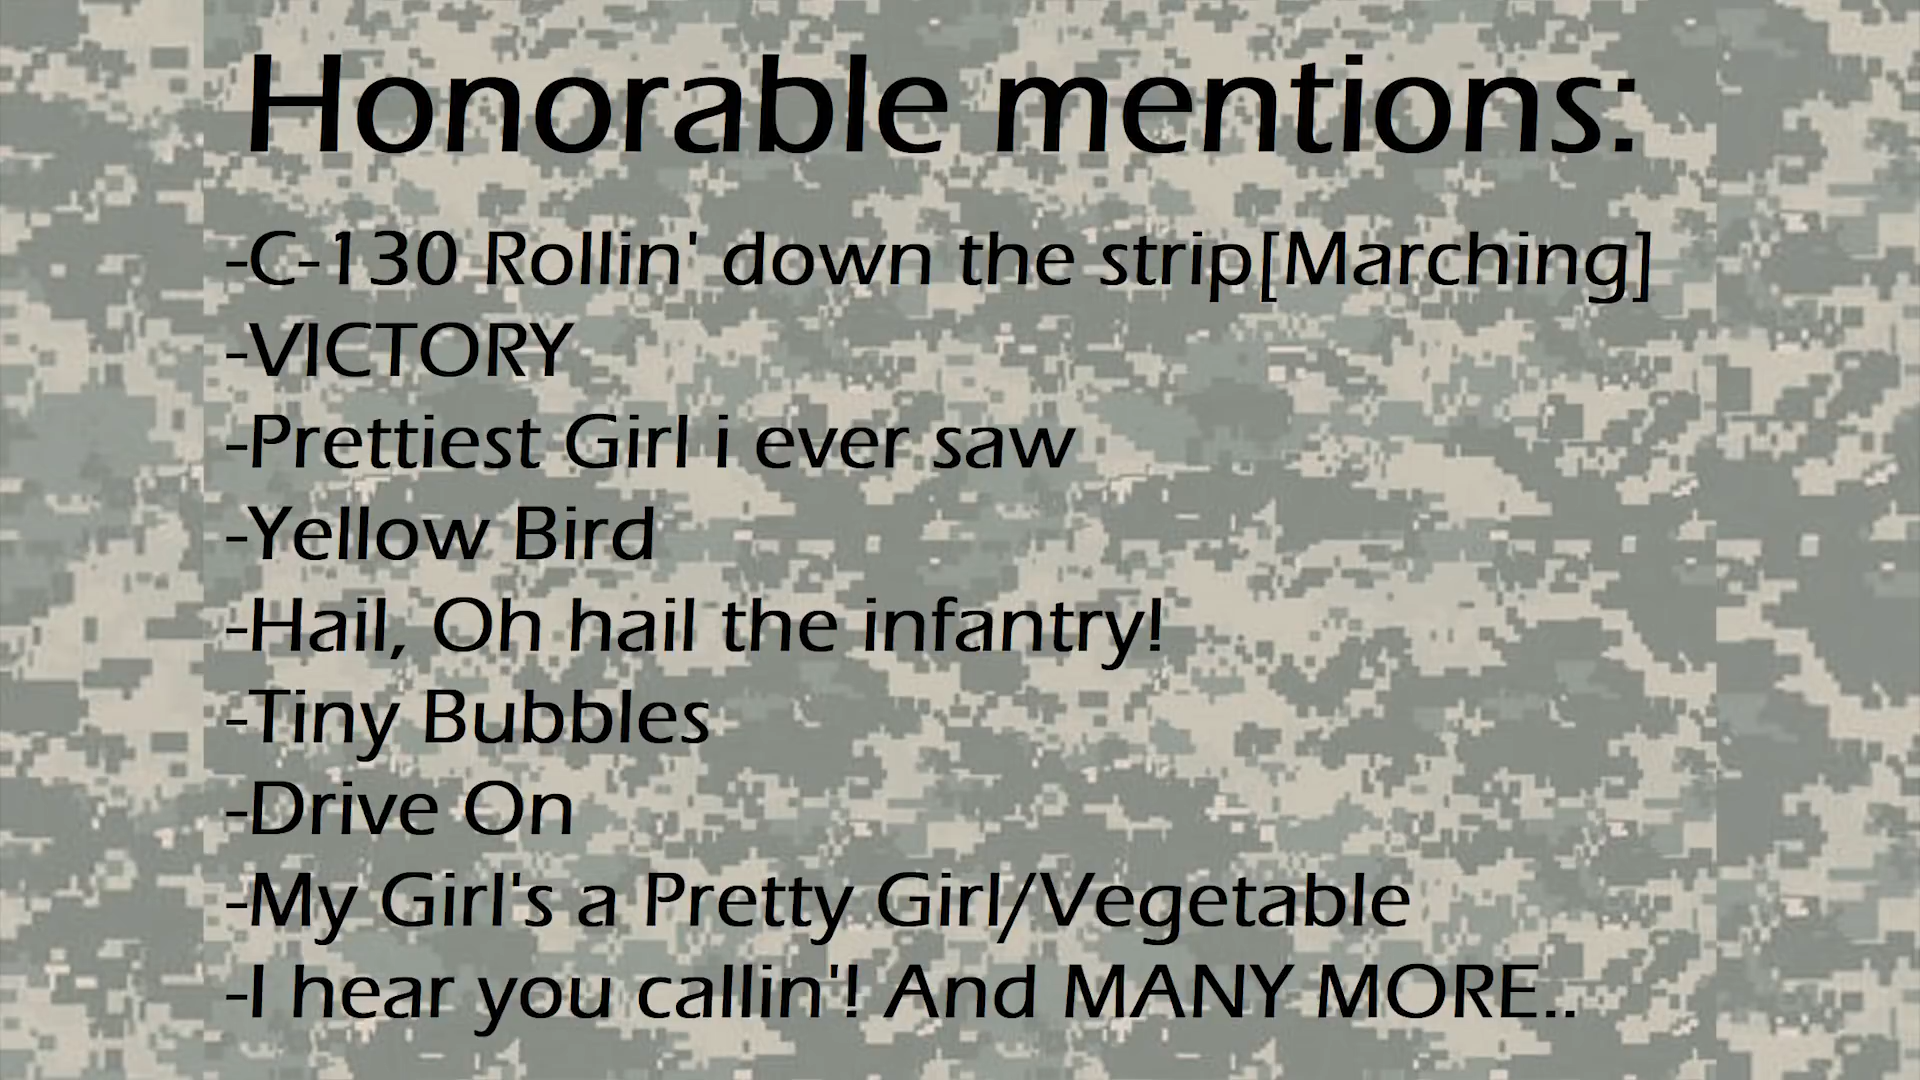 Honorable mentions:
-C-130 Rollin' down the strip[Marching]
-VICTORY
-Prettiest Girl i ever saw
-Yellow Bird
-Hail, Oh hail the infantry!
-Tiny Bubbles
-Drive On
-My Girl's a Pretty Girl/Vegetable
-I hear you callin'! And MANY MORE..